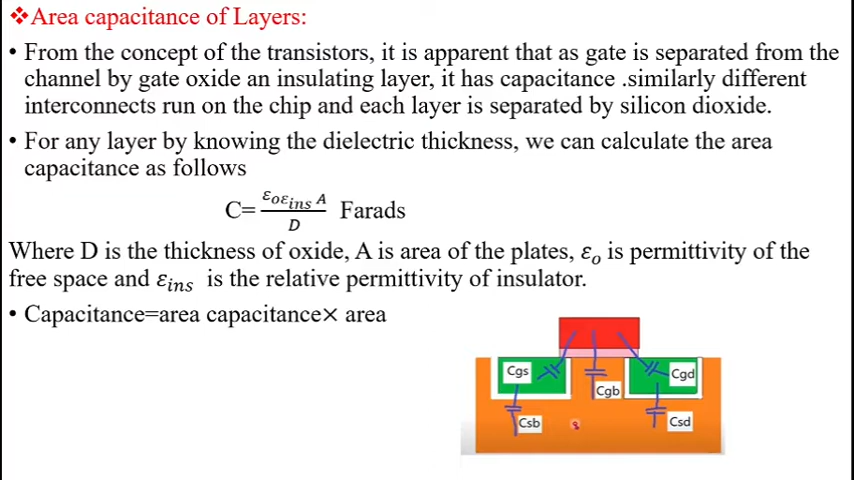 ❖Area capacitance of Layers:
• From the concept of the transistors, it is apparent that as gate is separated from the
channel by gate oxide an insulating layer, it has capacitance .similarly different
interconnects run on the chip and each layer is separated by silicon dioxide.
• For any layer by knowing the dielectric thickness, we can calculate the area
capacitance as follows
C=εoεins A/D Farads
Where D is the thickness of oxide, A is area of the plates, εo is permittivity of the
free space and εins is the relative permittivity of insulator.
• Capacitance=area capacitance× area
Cgs
Cgd
Cgb
Csb
Csd